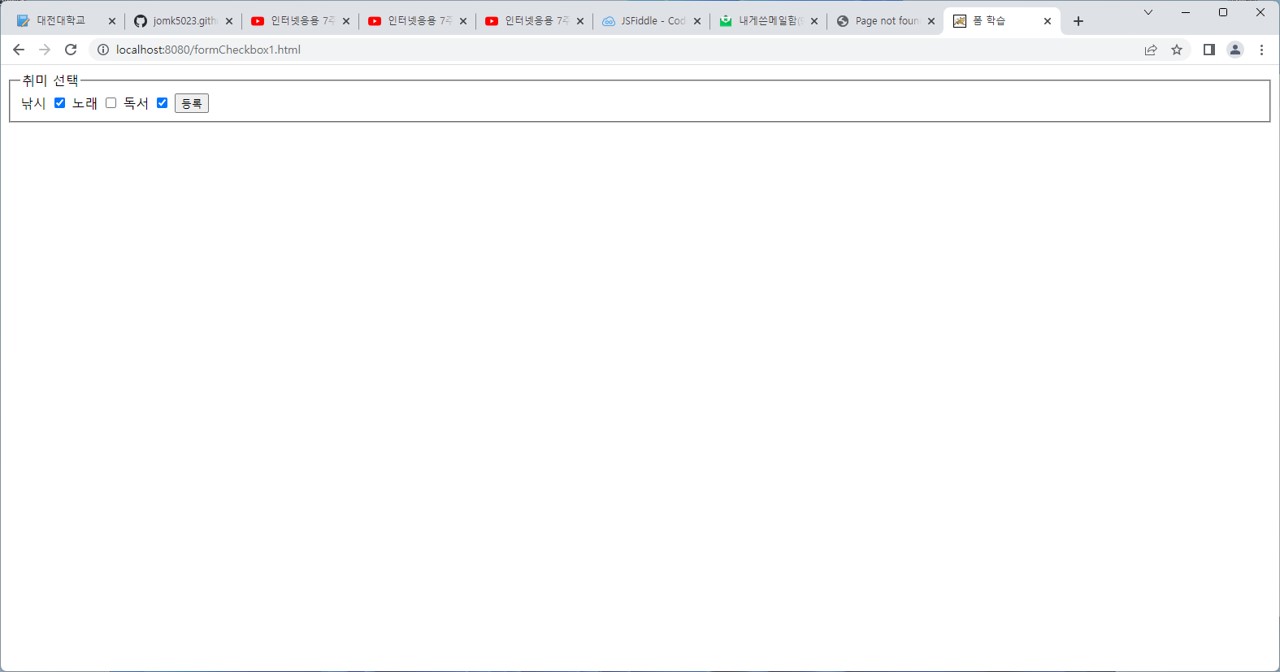 대전대학교
jomk5023.gith
인터넷응용 7주
인터넷응용 7주
인터넷응용 7주
JSFiddle - Cod
내게쓴메일함
Page not foun
폼 학습
localhost:8080/formCheckbox1.html
취미 선택
낚시 노래 독서 등록